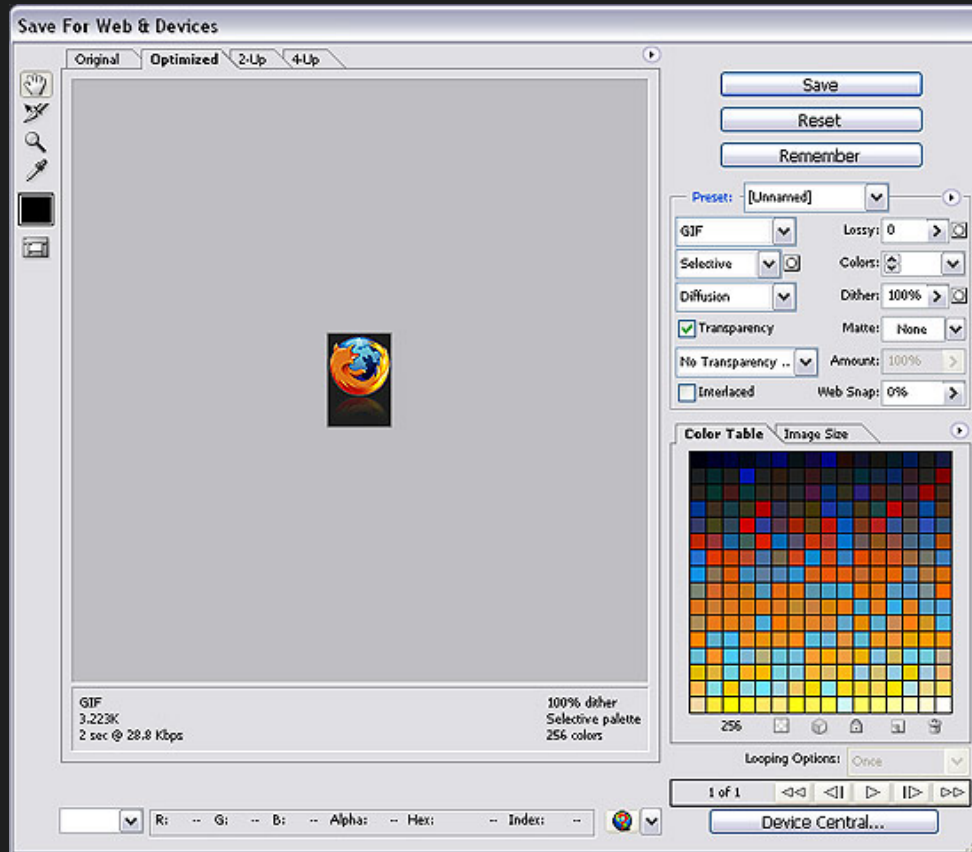 Save For Web & Devices
Original Optimized 2-Up 4-Up
Save
Reset
Remember
Preset: [Unnamed]
GIF Lossy: 0
Selective Colors:
Diffusion Dither: 100%
Transparency Matte: None
No Transparency .. Amount: 100%
Interlaced Web Snap: 0%
Color Table Image Size
GIF 100% dither
3.223K Selective palette
2 sec @ 28.8 Kbps 256 colors
256
Looping Options: Once
1 of 1
R: -- G: -- B: -- Alpha: -- Hex: -- Index: --
Device Central...